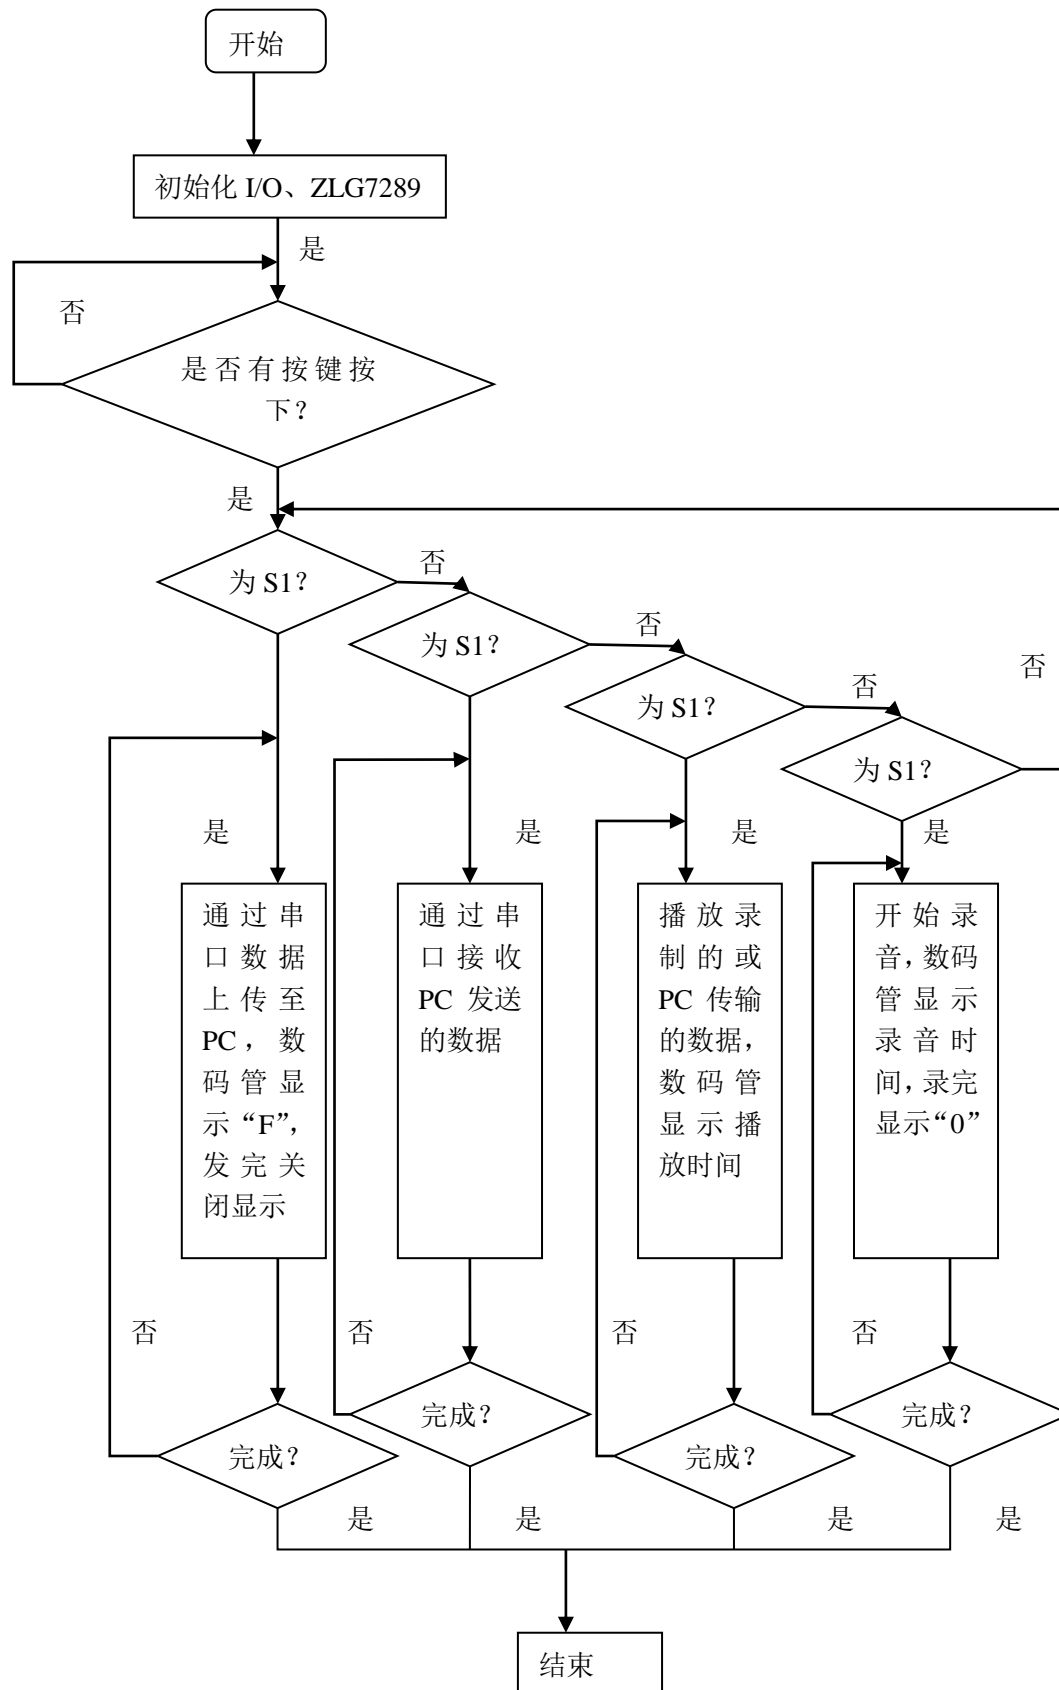 开始
初始化 I/O、ZLG7289
是
否
是否有按键按
下？
是
为 S1？
否
为 S1？
否
为 S1？
否
为 S1？
否
是
是
是
是
通过串
口数据
上传至
PC，数
码管显
示“F”，
发完关
闭显示
通过串
口接收
PC 发送
的数据
播放录
制的或
PC 传输
的数据，
数码管
显示播
放时间
开始录
音，数码
管显示
录音时
间，录完
显示“0”
否
否
否
否
完成？
完成？
完成？
完成？
是
是
是
是
结束